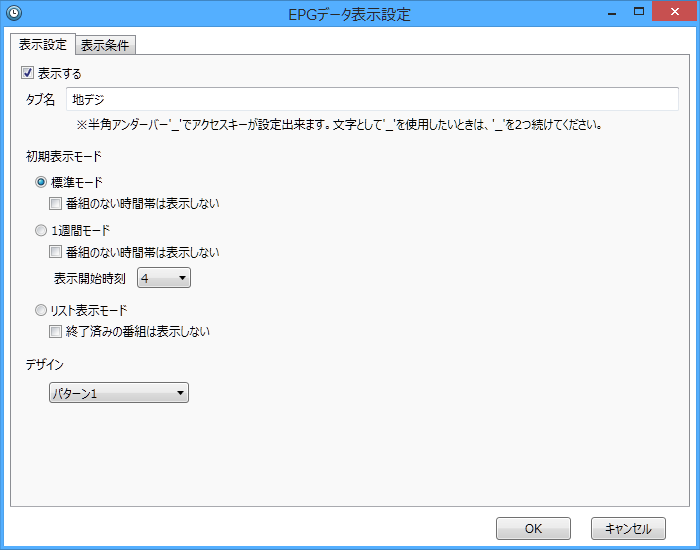 EPGデータ表示設定
表示設定 表示条件
表示する
タブ名 地デジ
※半角アンダーバー'_'でアクセスキーが設定出来ます。文字として'_'を使用したいときは、'_'を2つ続けてください。
初期表示モード
標準モード
番組のない時間帯は表示しない
1週間モード
番組のない時間帯は表示しない
表示開始時刻 4
リスト表示モード
終了済みの番組は表示しない
デザイン
パターン1
OK キャンセル